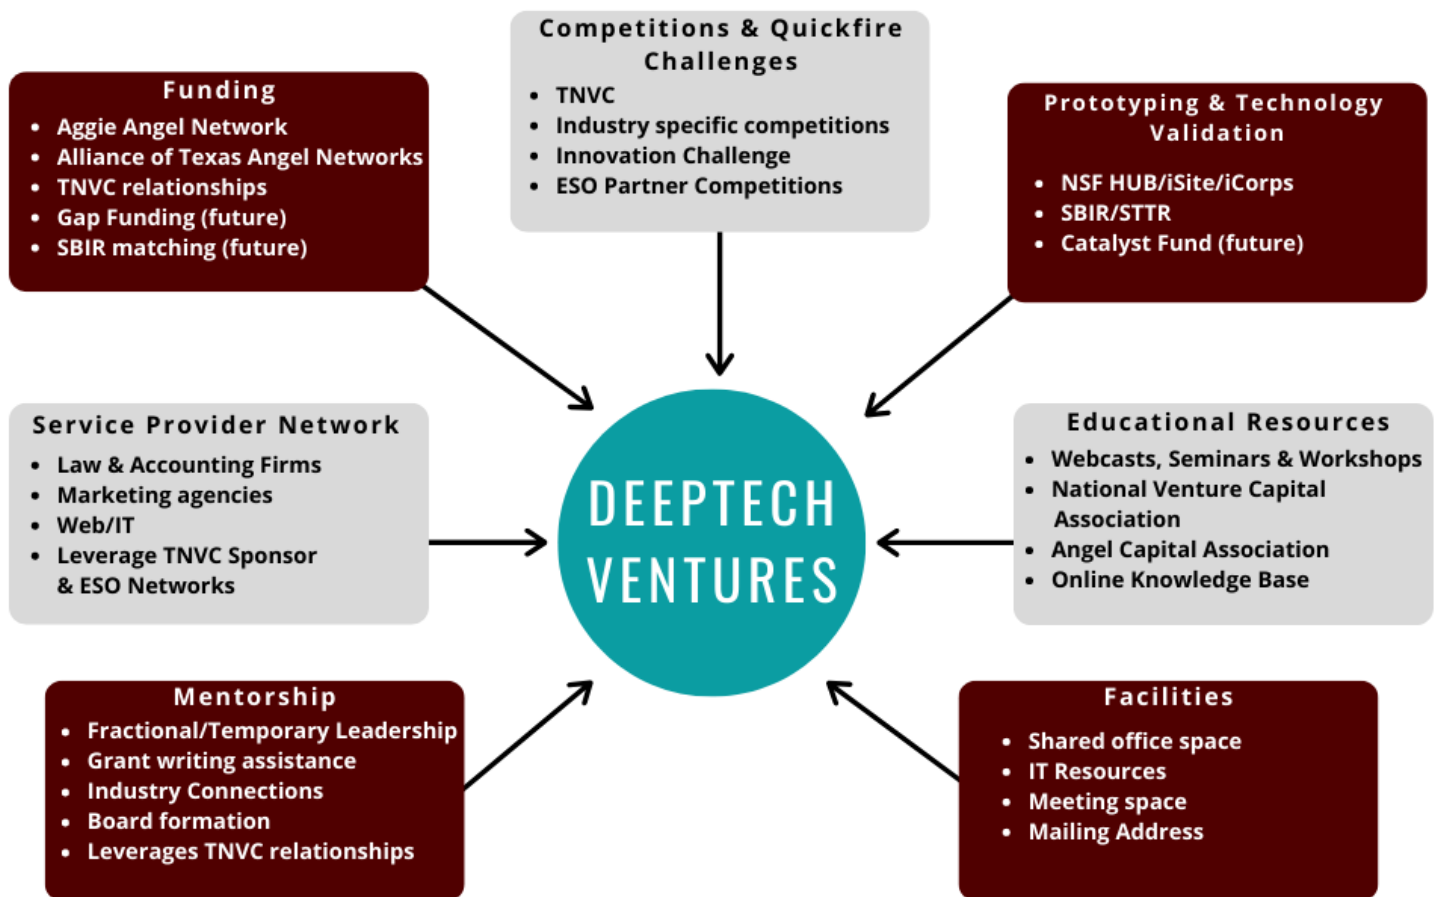 Competitions & Quickfire
Challenges
• TNVC
• Industry specific competitions
• Innovation Challenge
• ESO Partner Competitions
Funding
• Aggie Angel Network
• Alliance of Texas Angel Networks
• TNVC relationships
• Gap Funding (future)
• SBIR matching (future)
Prototyping & Technology
Validation
• NSF HUB/iSite/iCorps
• SBIR/STTR
• Catalyst Fund (future)
Service Provider Network
• Law & Accounting Firms
• Marketing agencies
• Web/IT
• Leverage TNVC Sponsor
& ESO Networks
DEEPTECH
VENTURES
Educational Resources
• Webcasts, Seminars & Workshops
• National Venture Capital
Association
• Angel Capital Association
• Online Knowledge Base
Mentorship
• Fractional/Temporary Leadership
• Grant writing assistance
• Industry Connections
• Board formation
• Leverages TNVC relationships
Facilities
• Shared office space
• IT Resources
• Meeting space
• Mailing Address